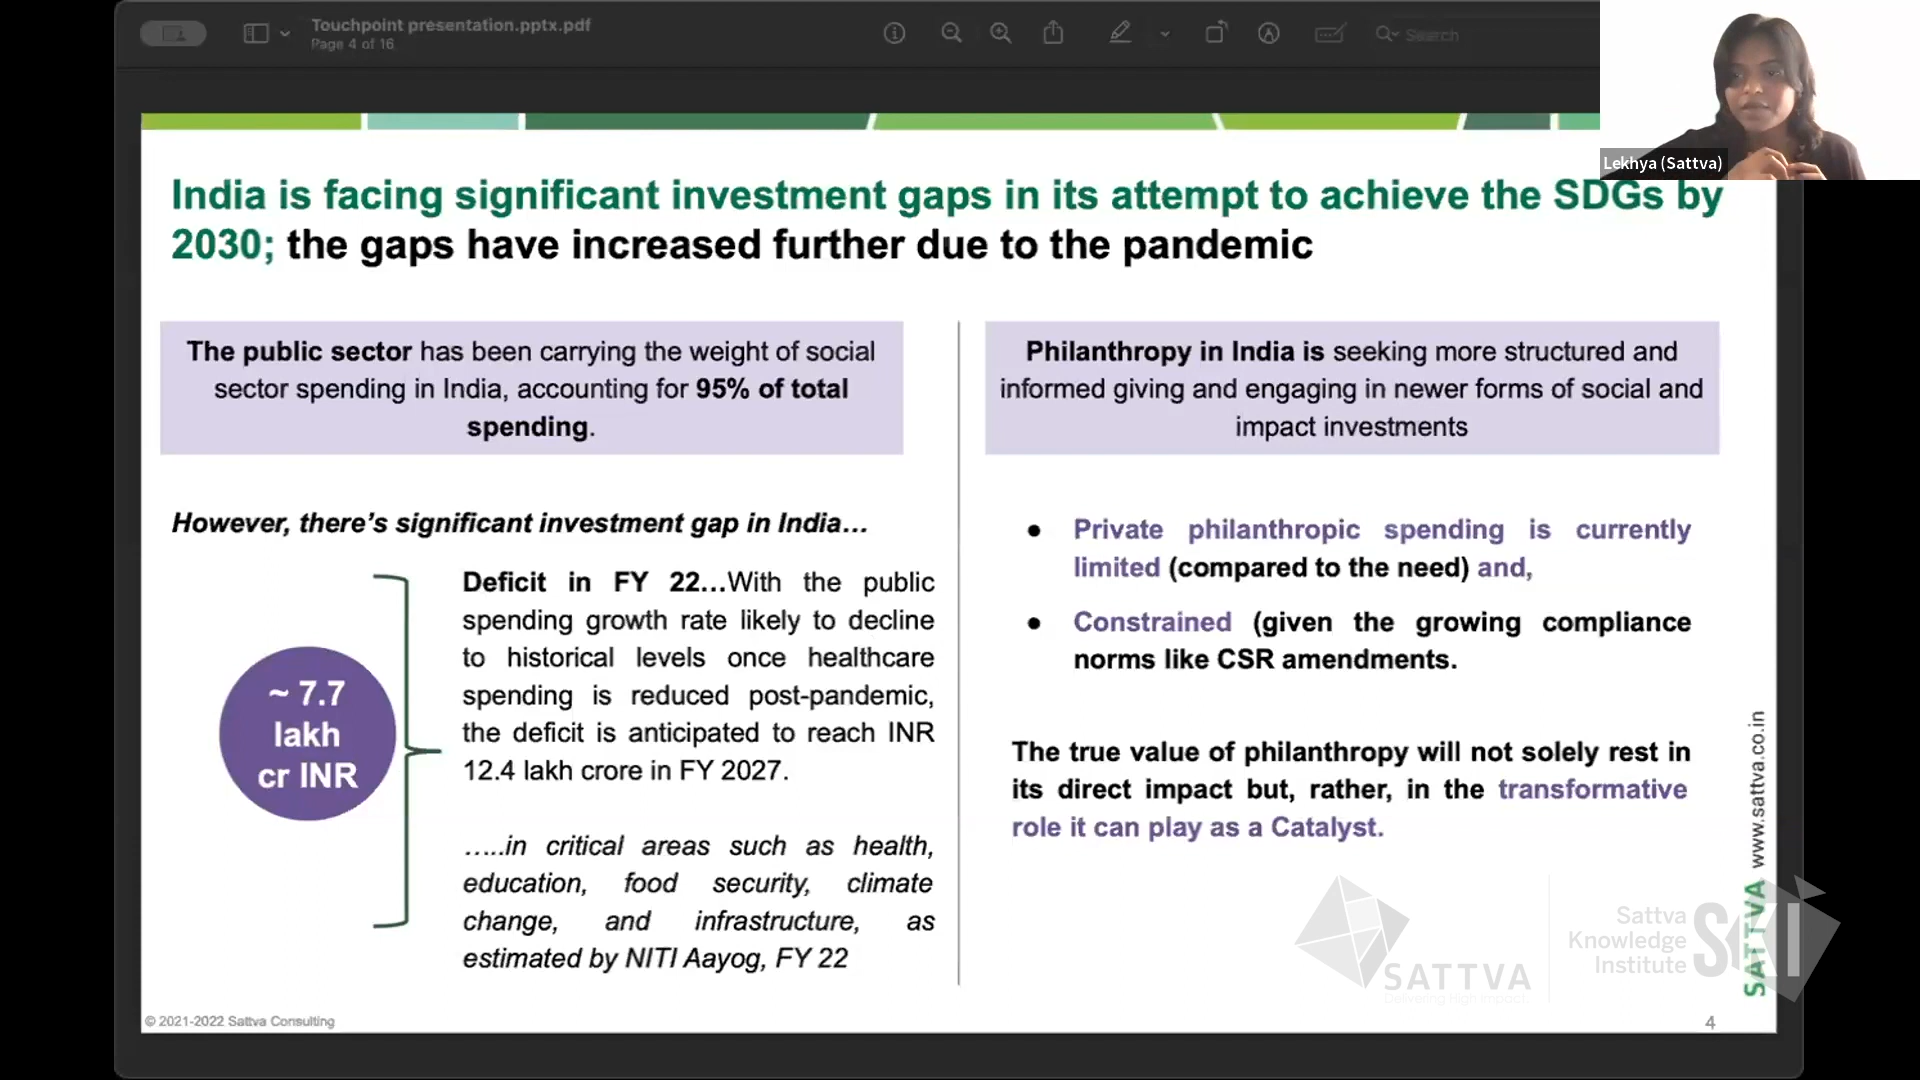 Touchpoint presentation.pptx.pdf
Page 4 of 16
Search
Lekhya (Sattva)
India is facing significant investment gaps in its attempt to achieve the SDGs by
2030; the gaps have increased further due to the pandemic
The public sector has been carrying the weight of social
sector spending in India, accounting for 95% of total
spending.
However, there's significant investment gap in India…
~ 7.7
lakh
cr INR
Deficit in FY 22…With the public
spending growth rate likely to decline
to historical levels once healthcare
spending is reduced post-pandemic,
the deficit is anticipated to reach INR
12.4 lakh crore in FY 2027.
…..in critical areas such as health,
education, food security, climate
change, and infrastructure, as
estimated by NITI Aayog, FY 22
Philanthropy in India is seeking more structured and
informed giving and engaging in newer forms of social and
impact investments
● Private philanthropic spending is currently
limited (compared to the need) and,
● Constrained (given the growing compliance
norms like CSR amendments.
The true value of philanthropy will not solely rest in
its direct impact but, rather, in the transformative
role it can play as a Catalyst.
SATTVA www.sattva.co.in
SATTVA
Delivering High Impact
Sattva
Knowledge
Institute
SKI
© 2021-2022 Sattva Consulting
4